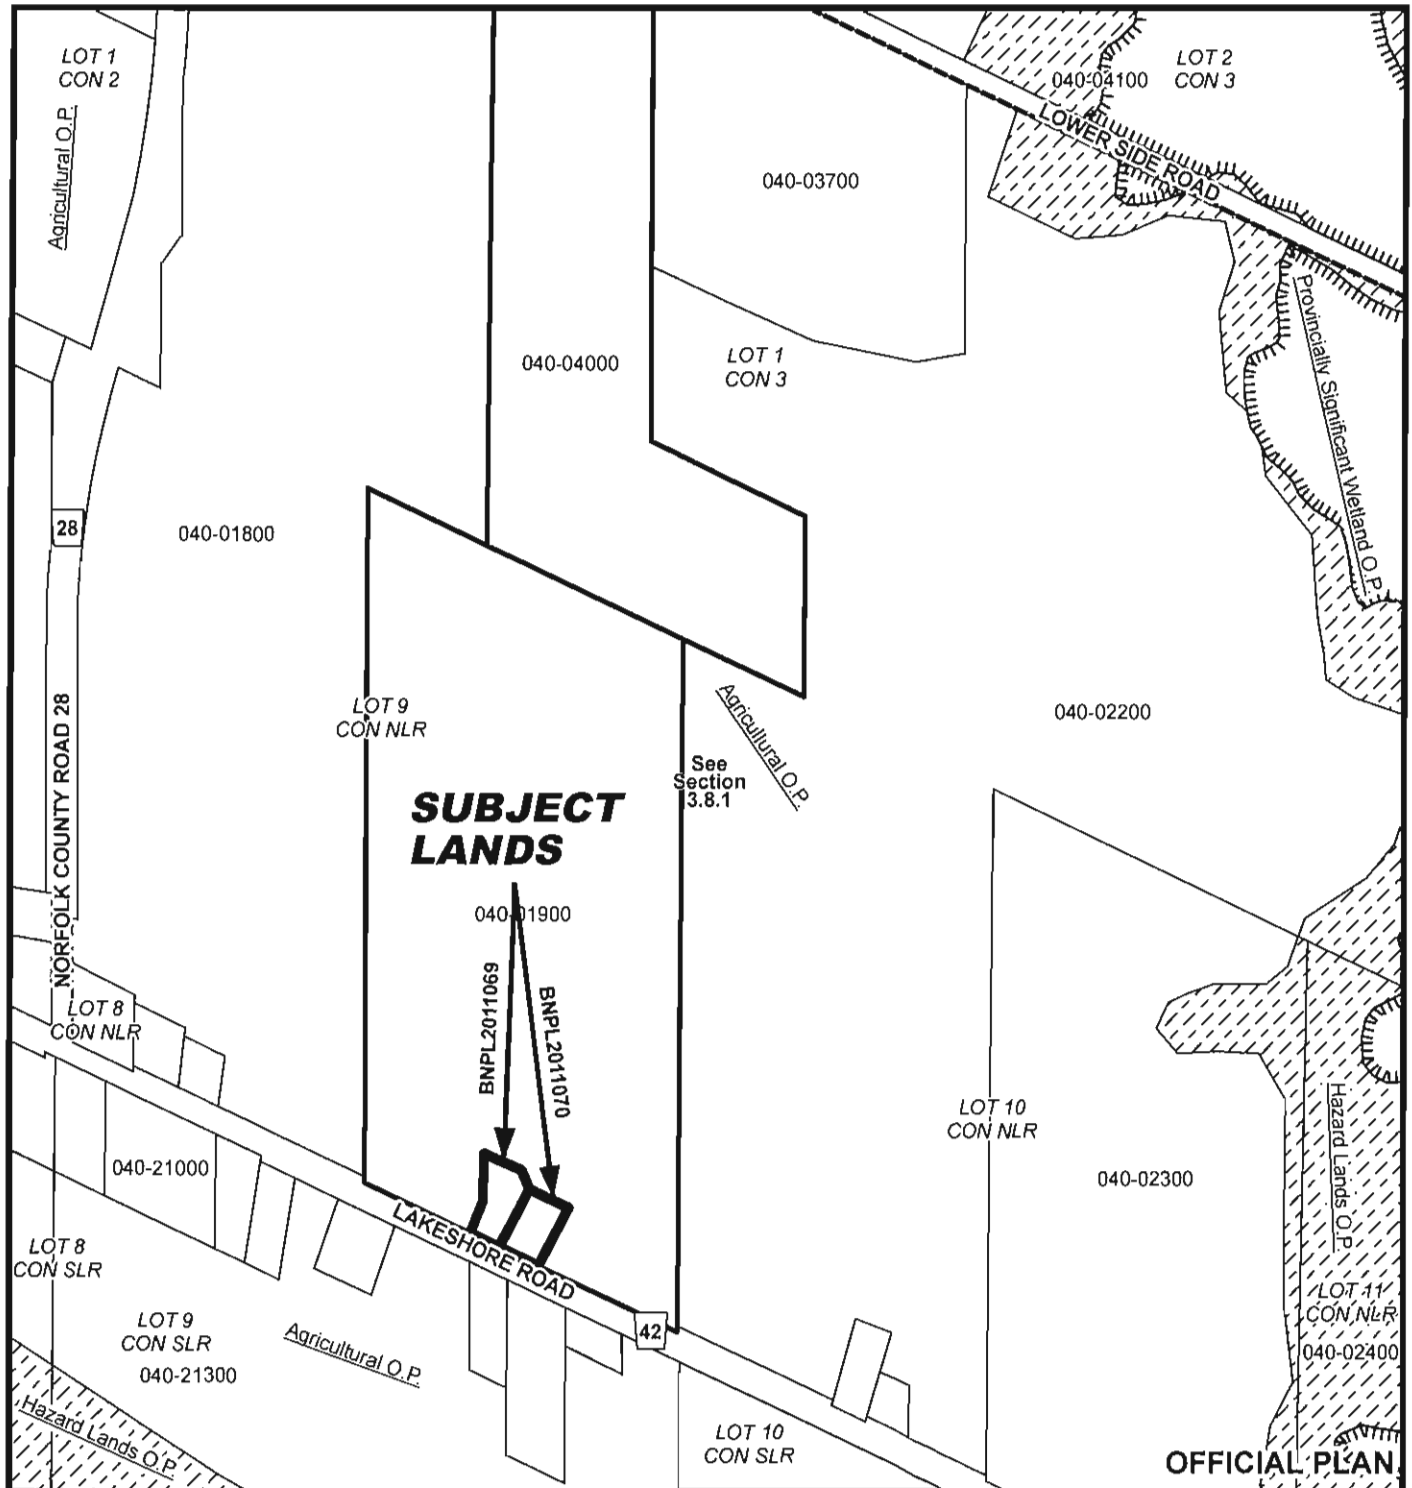 LOT 1
CON 2
Agricultural O.P.
LOT 2
CON 3
040-04100
LOWER SIDE ROAD
040-03700
040-04000
LOT 1
CON 3
Provincially Significant Wetland O.P.
28
040-01800
NORFOLK COUNTY ROAD 28
LOT 9
CON NLR
Agricultural O.P.
040-02200
See
Section
3.8.1
SUBJECT
LANDS
040-01900
BNPL2011069
BNPL2011070
LOT 8
CON NLR
LOT 10
CON NLR
Hazard Lands O.P.
040-21000
040-02300
LAKESHORE ROAD
LOT 8
CON SLR
LOT 9
CON SLR
040-21300
Agricultural O.P.
42
LOT 11
CON NLR
040-02400
Hazard Lands O.P.
LOT 10
CON SLR
OFFICIAL PLAN